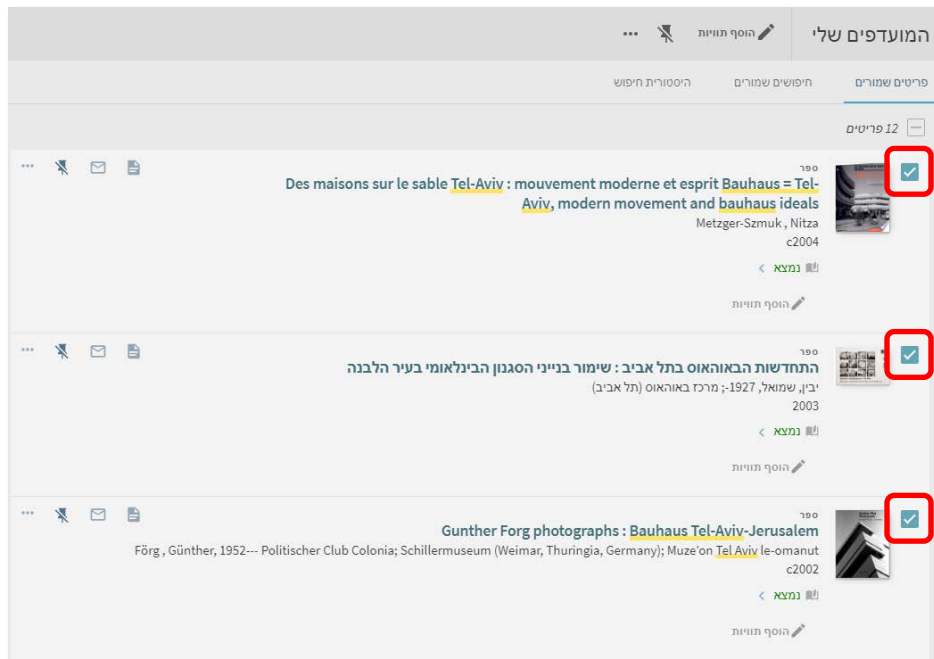 המועדפים שלי
הוסף תוויות
פריטים שמורים
חיפושים שמורים
היסטורית חיפוש
12 פריטים
ספר
Des maisons sur le sable Tel-Aviv : mouvement moderne et esprit Bauhaus = Tel-
Aviv, modern movement and bauhaus ideals
Metzger-Szmuk , Nitza
c2004
נמצא
הוסף תוויות
ספר
התחדשות הבאוהאוס בתל אביב : שימור בנייני הסגנון הבינלאומי בעיר הלבנה
יבין, שמואל, 1927-; מרכז באוהאוס (תל אביב)
2003
נמצא
הוסף תוויות
ספר
Gunther Forg photographs : Bauhaus Tel-Aviv-Jerusalem
Förg , Günther, 1952--- Politischer Club Colonia; Schillermuseum (Weimar, Thuringia, Germany); Muze'on Tel Aviv le-omanut
c2002
נמצא
הוסף תוויות